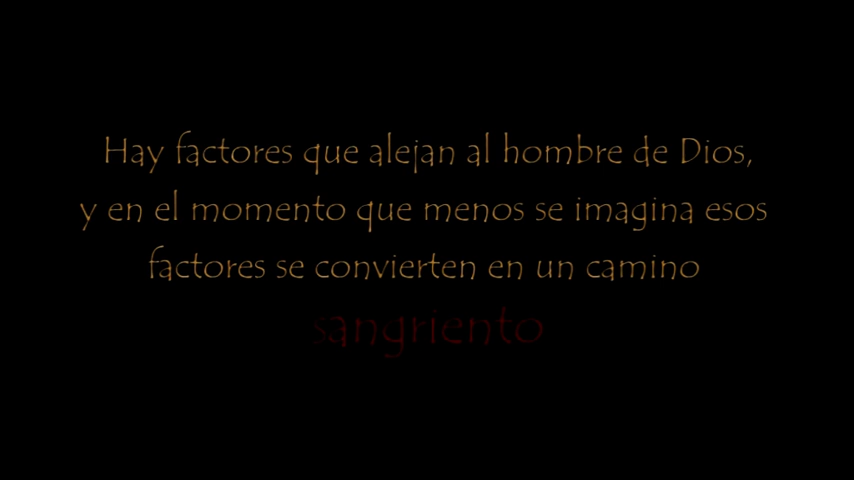 Hay factores que alejan al hombre de Dios,
y en el momento que menos se imagina esos
factores se convierten en un camino
sangriento